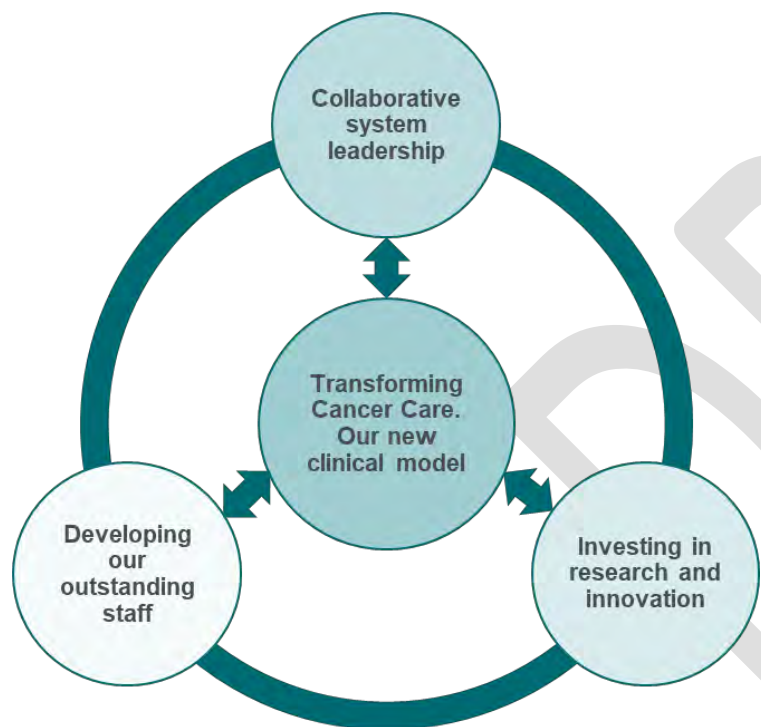 Collaborative
system
leadership
Transforming
Cancer Care.
Our new
clinical model
Developing
our
outstanding
staff
Investing in
research and
innovation